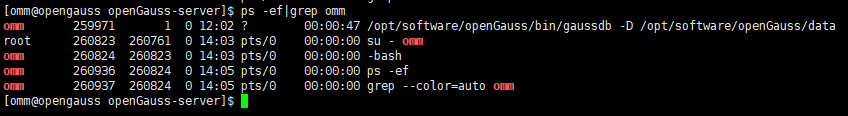 [omm@opengauss openGauss-server]$ ps -ef|grep omm
omm 259971 1 0 12:02 ? 00:00:47 /opt/software/openGauss/bin/gaussdb -D /opt/software/openGauss/data
root 260823 260761 0 14:03 pts/0 00:00:00 su - omm
omm 260824 260823 0 14:03 pts/0 00:00:00 -bash
omm 260936 260824 0 14:05 pts/0 00:00:00 ps -ef
omm 260937 260824 0 14:05 pts/0 00:00:00 grep --color=auto omm
[omm@opengauss openGauss-server]$